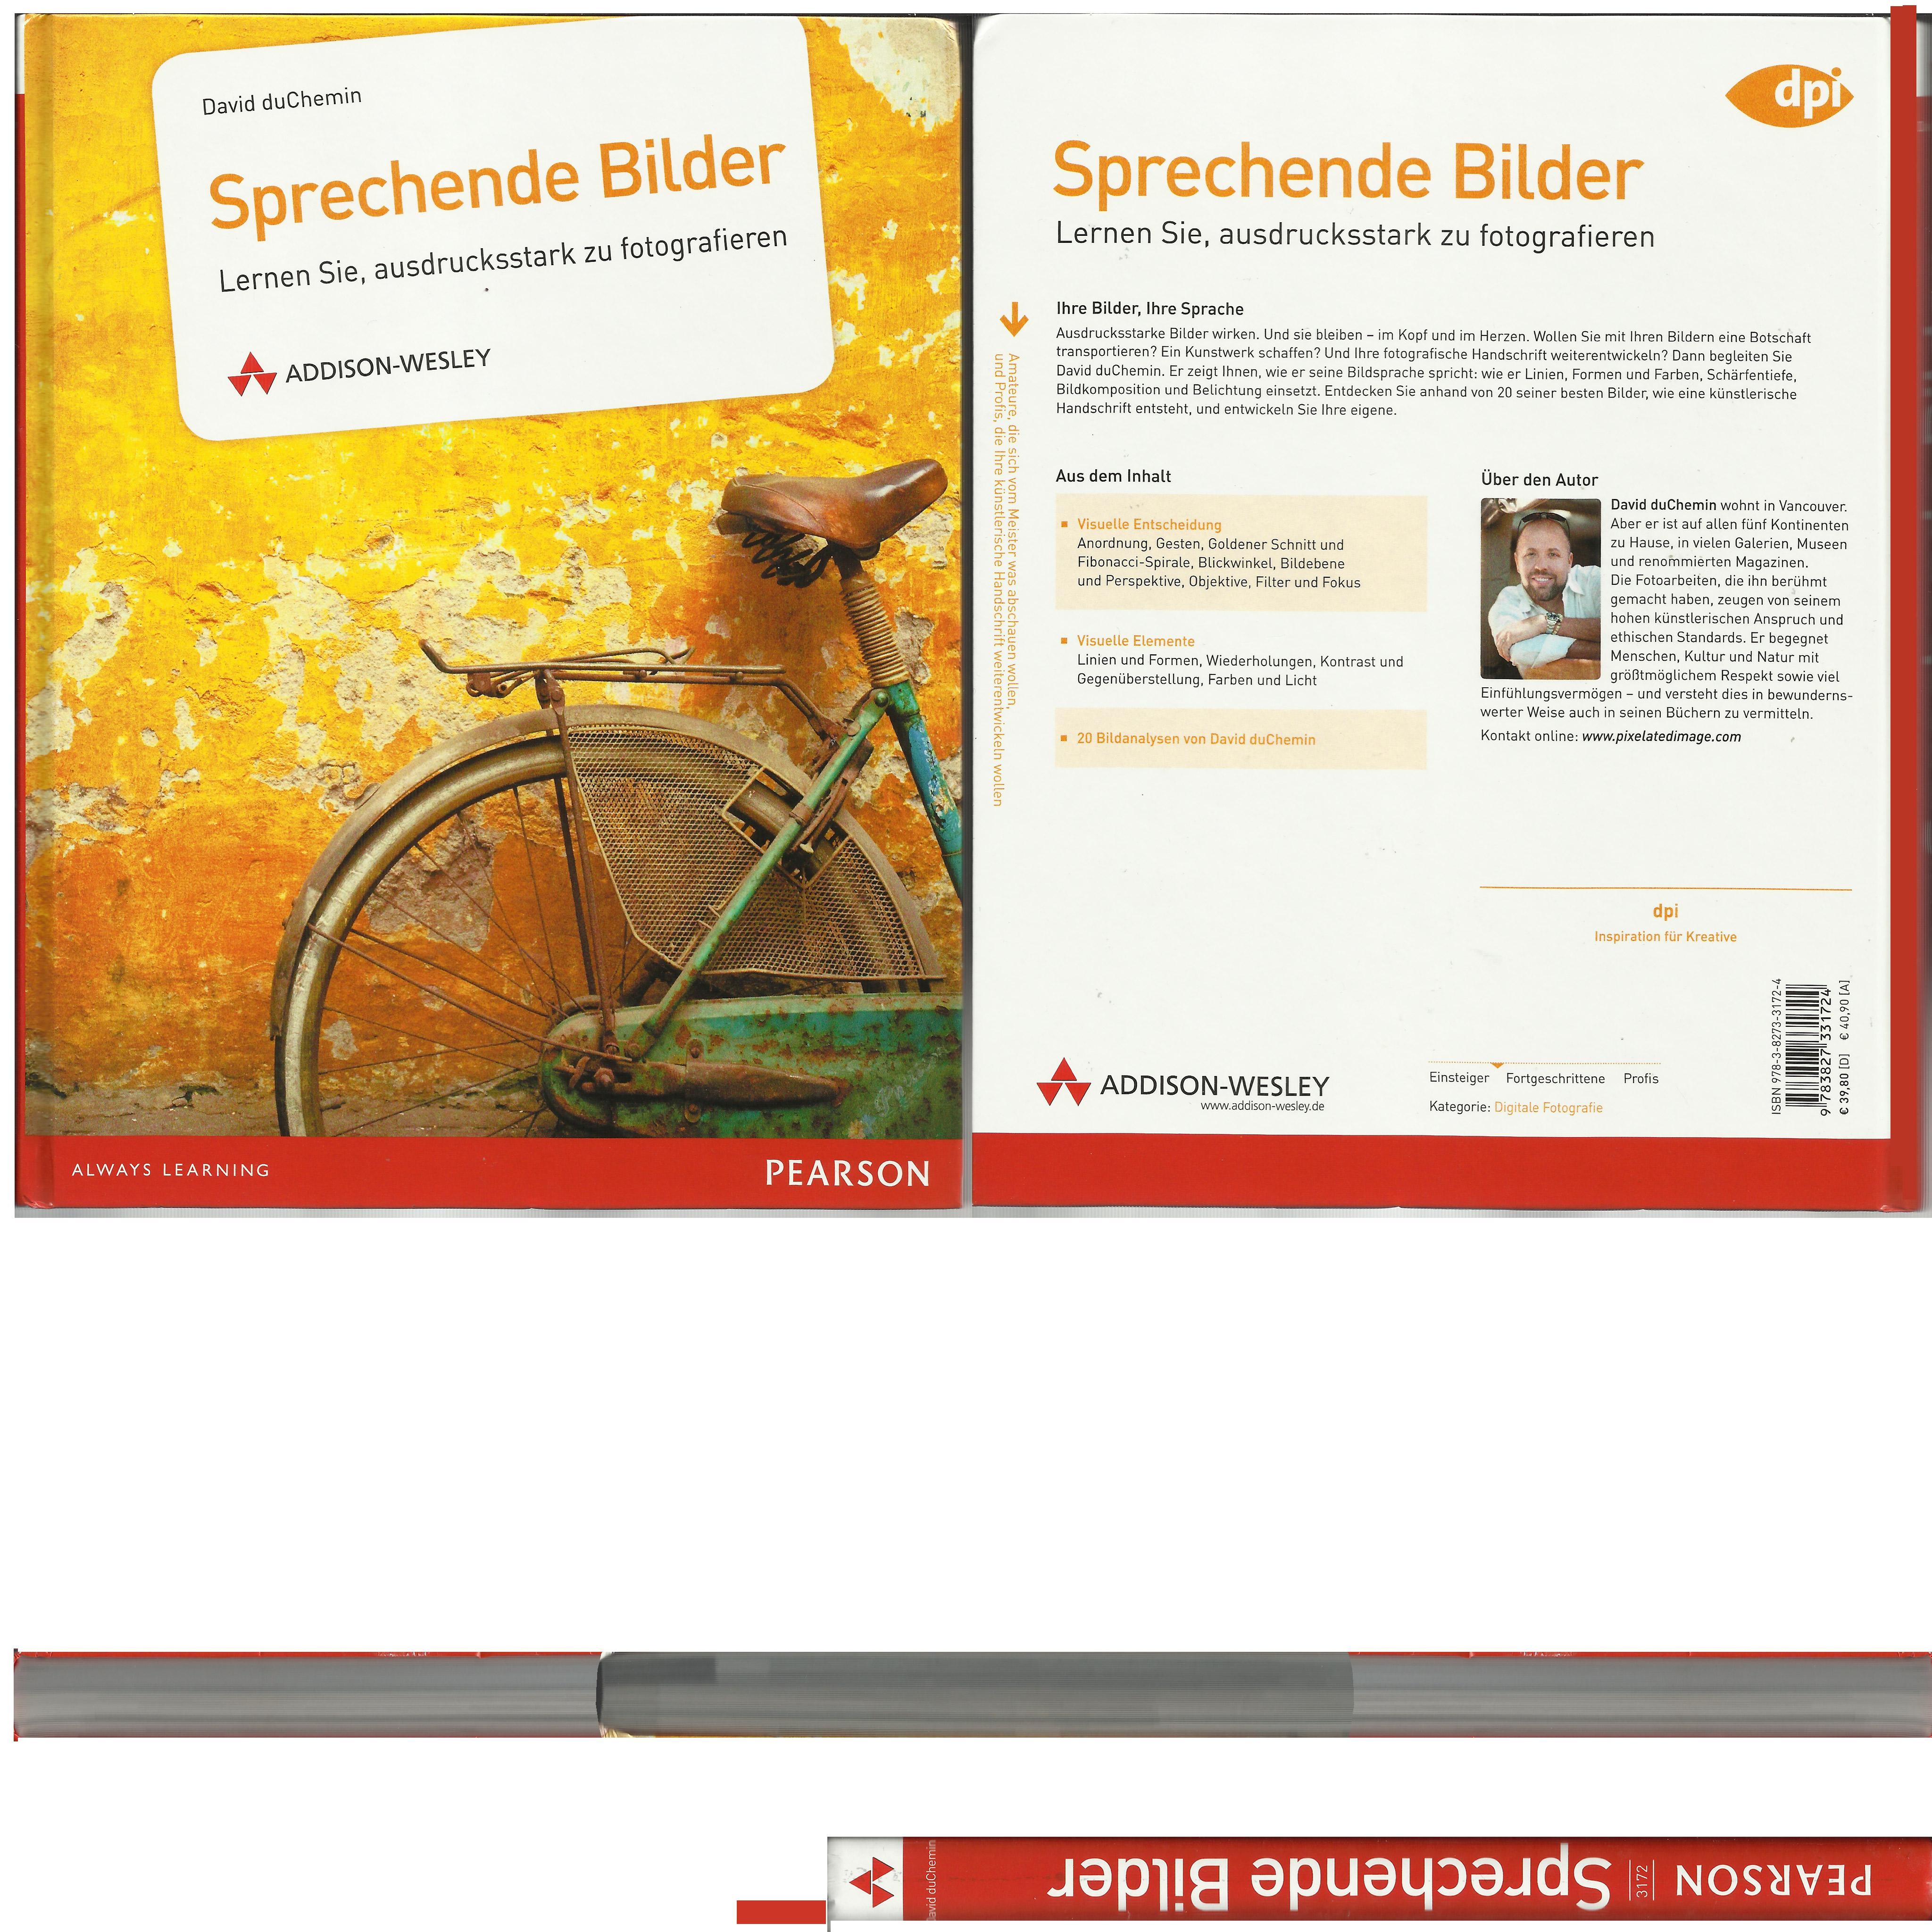 David duChemin
Sprechende Bilder
Lernen Sie, ausdrucksstark zu fotografieren
ADDISON-WESLEY
ALWAYS LEARNING
PEARSON
dpi
Sprechende Bilder
Lernen Sie, ausdrucksstark zu fotografieren
Amateure, die sich vom Meister was abschauen wollen,
und Profis, die Ihre künstlerische Handschrift weiterentwickeln wollen
Ihre Bilder, Ihre Sprache
Ausdrucksstarke Bilder wirken. Und sie bleiben – im Kopf und im Herzen. Wollen Sie mit Ihren Bildern eine Botschaft
transportieren? Ein Kunstwerk schaffen? Und Ihre fotografische Handschrift weiterentwickeln? Dann begleiten Sie
David duChemin. Er zeigt Ihnen, wie er seine Bildsprache spricht: wie er Linien, Formen und Farben, Schärfentiefe,
Bildkomposition und Belichtung einsetzt. Entdecken Sie anhand von 20 seiner besten Bilder, wie eine künstlerische
Handschrift entsteht, und entwickeln Sie Ihre eigene.
Aus dem Inhalt
Visuelle Entscheidung
Anordnung, Gesten, Goldener Schnitt und
Fibonacci-Spirale, Blickwinkel, Bildebene
und Perspektive, Objektive, Filter und Fokus
Visuelle Elemente
Linien und Formen, Wiederholungen, Kontrast und
Gegenüberstellung, Farben und Licht
20 Bildanalysen von David duChemin
Über den Autor
David duChemin wohnt in Vancouver.
Aber er ist auf allen fünf Kontinenten
zu Hause, in vielen Galerien, Museen
und renommierten Magazinen.
Die Fotoarbeiten, die ihn berühmt
gemacht haben, zeugen von seinem
hohen künstlerischen Anspruch und
ethischen Standards. Er begegnet
Menschen, Kultur und Natur mit
größtmöglichem Respekt sowie viel
Einfühlungsvermögen – und versteht dies in bewunderns-
werter Weise auch in seinen Büchern zu vermitteln.
Kontakt online: www.pixelatedimage.com
dpi
Inspiration für Kreative
ADDISON-WESLEY
www.addison-wesley.de
Einsteiger Fortgeschrittene Profis
Kategorie: Digitale Fotografie
ISBN 978-3-8273-3172-4
9 783827 331724
€ 39,80 [D] € 40,90 [A]
David duChemin
Sprechende Bilder
3172
PEARSON